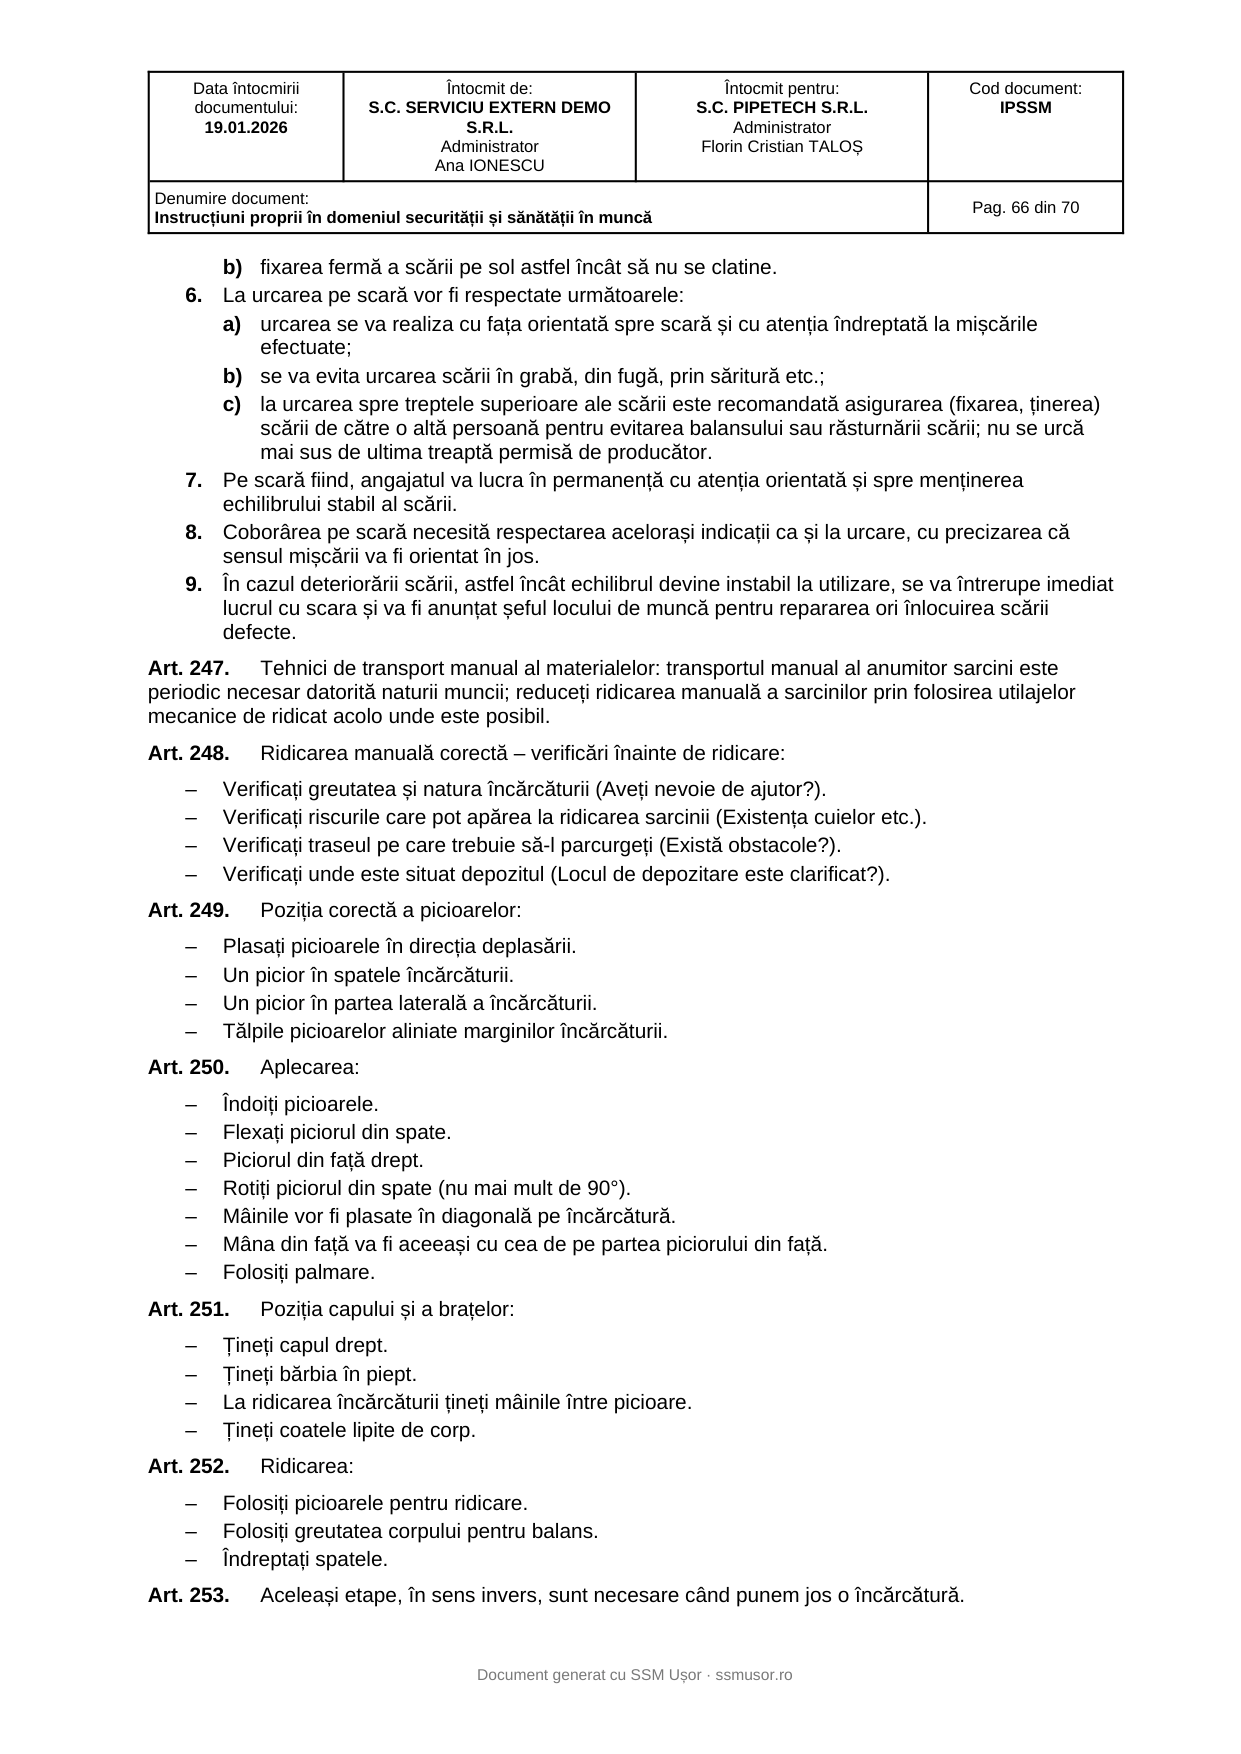 Data întocmirii
documentului:
19.01.2026
Întocmit de:
S.C. SERVICIU EXTERN DEMO
S.R.L.
Administrator
Ana IONESCU
Întocmit pentru:
S.C. PIPETECH S.R.L.
Administrator
Florin Cristian TALOȘ
Cod document:
IPSSM
Denumire document:
Instrucțiuni proprii în domeniul securității și sănătății în muncă
Pag. 66 din 70
b) fixarea fermă a scării pe sol astfel încât să nu se clatine.
6. La urcarea pe scară vor fi respectate următoarele:
a) urcarea se va realiza cu fața orientată spre scară și cu atenția îndreptată la mișcările
efectuate;
b) se va evita urcarea scării în grabă, din fugă, prin săritură etc.;
c) la urcarea spre treptele superioare ale scării este recomandată asigurarea (fixarea, ținerea)
scării de către o altă persoană pentru evitarea balansului sau răsturnării scării; nu se urcă
mai sus de ultima treaptă permisă de producător.
7. Pe scară fiind, angajatul va lucra în permanență cu atenția orientată și spre menținerea
echilibrului stabil al scării.
8. Coborârea pe scară necesită respectarea acelorași indicații ca și la urcare, cu precizarea că
sensul mișcării va fi orientat în jos.
9. În cazul deteriorării scării, astfel încât echilibrul devine instabil la utilizare, se va întrerupe imediat
lucrul cu scara și va fi anunțat șeful locului de muncă pentru repararea ori înlocuirea scării
defecte.
Art. 247. Tehnici de transport manual al materialelor: transportul manual al anumitor sarcini este
periodic necesar datorită naturii muncii; reduceți ridicarea manuală a sarcinilor prin folosirea utilajelor
mecanice de ridicat acolo unde este posibil.
Art. 248. Ridicarea manuală corectă – verificări înainte de ridicare:
– Verificați greutatea și natura încărcăturii (Aveți nevoie de ajutor?).
– Verificați riscurile care pot apărea la ridicarea sarcinii (Existența cuielor etc.).
– Verificați traseul pe care trebuie să-l parcurgeți (Există obstacole?).
– Verificați unde este situat depozitul (Locul de depozitare este clarificat?).
Art. 249. Poziția corectă a picioarelor:
– Plasați picioarele în direcția deplasării.
– Un picior în spatele încărcăturii.
– Un picior în partea laterală a încărcăturii.
– Tălpile picioarelor aliniate marginilor încărcăturii.
Art. 250. Aplecarea:
– Îndoiți picioarele.
– Flexați piciorul din spate.
– Piciorul din față drept.
– Rotiți piciorul din spate (nu mai mult de 90°).
– Mâinile vor fi plasate în diagonală pe încărcătură.
– Mâna din față va fi aceeași cu cea de pe partea piciorului din față.
– Folosiți palmare.
Art. 251. Poziția capului și a brațelor:
– Țineți capul drept.
– Țineți bărbia în piept.
– La ridicarea încărcăturii țineți mâinile între picioare.
– Țineți coatele lipite de corp.
Art. 252. Ridicarea:
– Folosiți picioarele pentru ridicare.
– Folosiți greutatea corpului pentru balans.
– Îndreptați spatele.
Art. 253. Aceleași etape, în sens invers, sunt necesare când punem jos o încărcătură.
Document generat cu SSM Ușor · ssmusor.ro